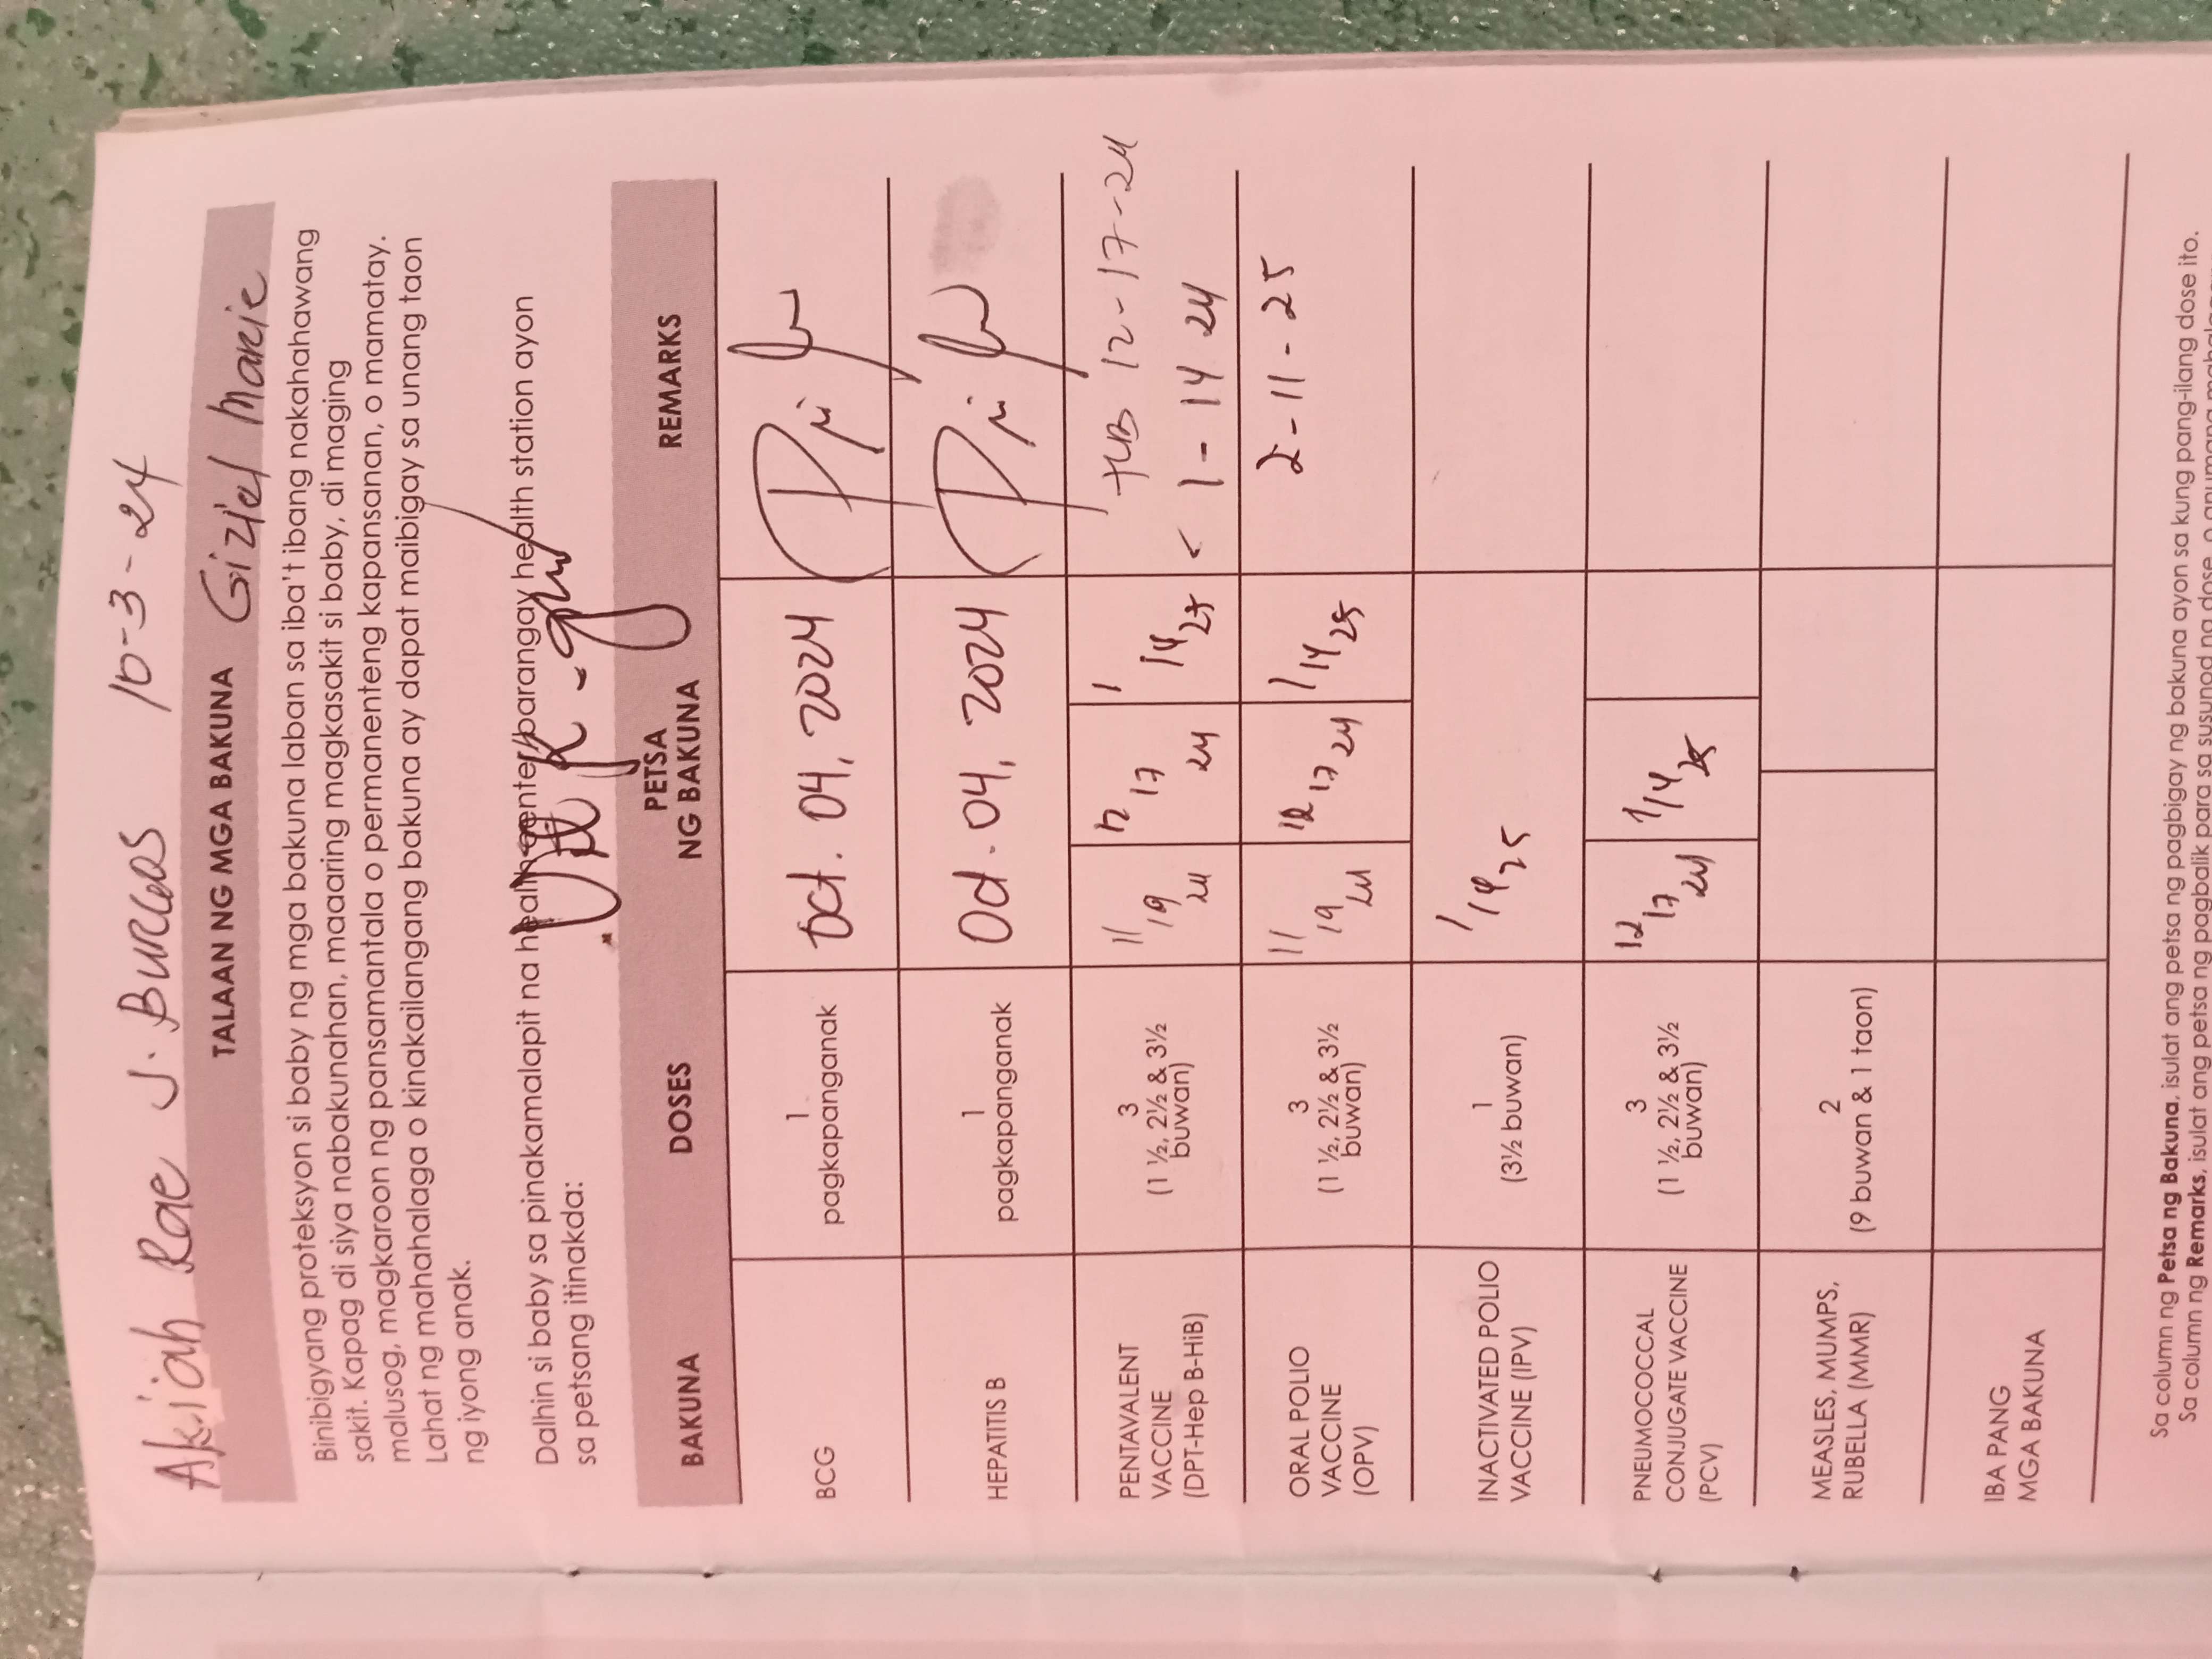 Akiah Rae J. Burces 10-3-24
TALAAN NG MGA BAKUNA Giziel Marie
Binibigyang proteksyon si baby ng mga bakuna laban sa iba't ibang nakahahawang
sakit. Kapag di siya nabakunahan, maaaring magkasakit si baby, di maging
malusog, magkaroon ng pansamantala o permanenteng kapansanan, o mamatay.
Lahat ng mahahalaga o kinakailangang bakuna ay dapat maibigay sa unang taon
ng iyong anak.
Dalhin si baby sa pinakamalapit na health center/barangay health station ayon
sa petsang itinakda:
BAKUNA DOSES PETSA NG BAKUNA REMARKS
BCG
1
pagkapanganak
Oct. 04, 2024
HEPATITIS B
1
pagkapanganak
Oct. 04, 2024
PENTAVALENT
VACCINE
(DPT-Hep B-HiB)
3
(1 ½, 2½ & 3½
buwan)
11/19 24
12 17 24
1 14 25
12-17-24
< 1-14 24
ORAL POLIO
VACCINE
(OPV)
3
(1 ½, 2½ & 3½
buwan)
11 19 24
12 17 24
1 14 25
2-11-25
INACTIVATED POLIO
VACCINE (IPV)
1
(3½ buwan)
1 14 25
PNEUMOCOCCAL
CONJUGATE VACCINE
(PCV)
3
(1 ½, 2½ & 3½
buwan)
12 17 24
1/14 25
MEASLES, MUMPS,
RUBELLA (MMR)
2
(9 buwan & 1 taon)
IBA PANG
MGA BAKUNA
Sa column ng Petsa ng Bakuna, isulat ang petsa ng pagbigay ng bakuna ayon sa kung pang-ilang dose ito.
Sa column ng Remarks, isulat ang petsa ng pagbalik para sa susunod na dose, o anumang